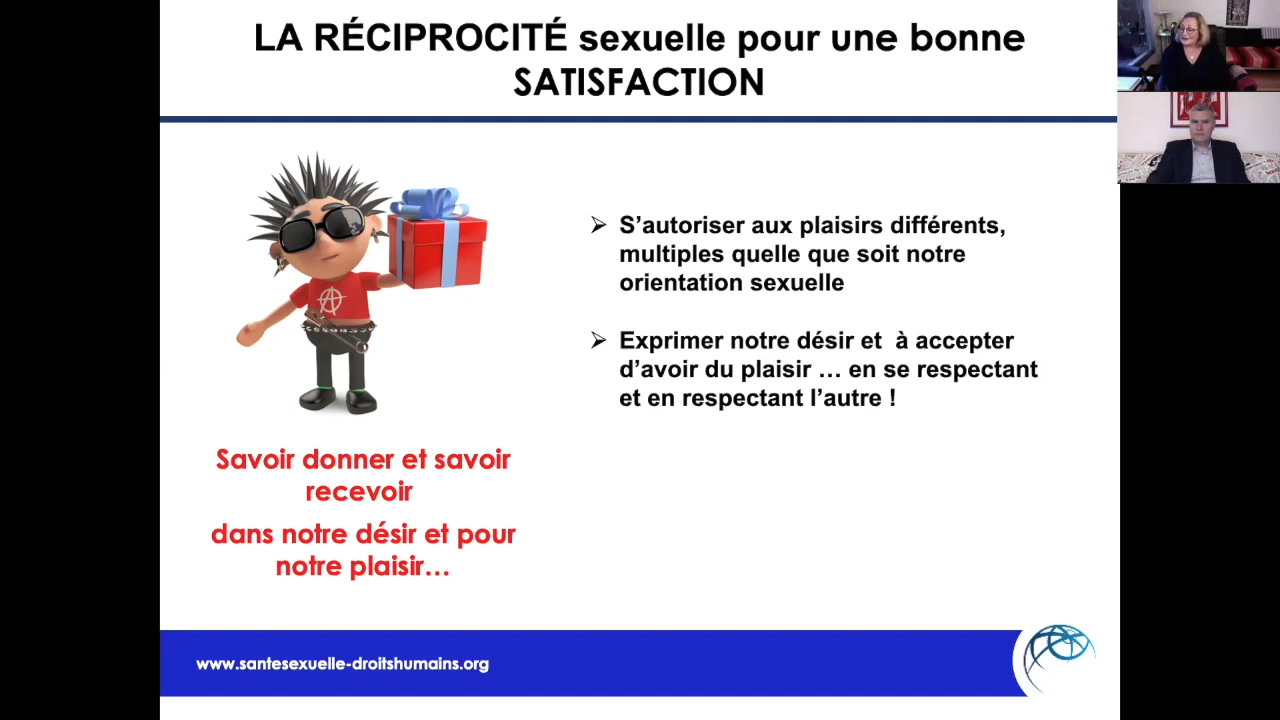 LA RÉCIPROCITÉ sexuelle pour une bonne
SATISFACTION
S’autoriser aux plaisirs différents,
multiples quelle que soit notre
orientation sexuelle
Exprimer notre désir et à accepter
d’avoir du plaisir … en se respectant
et en respectant l’autre !
Savoir donner et savoir
recevoir
dans notre désir et pour
notre plaisir…
www.santesexuelle-droitshumains.org